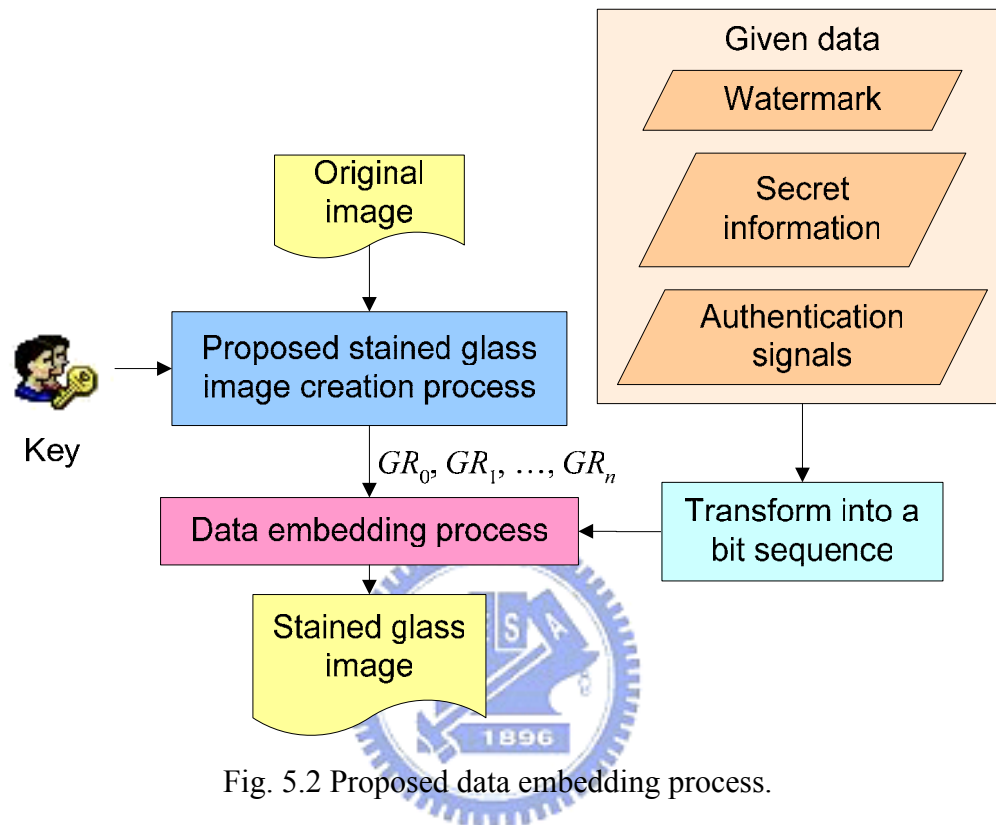 Given data
Watermark
Secret
information
Authentication
signals
Original
image
Proposed stained glass
image creation process
Key
GR₀, GR₁, …, GRₙ
Data embedding process
Transform into a
bit sequence
Stained glass
image
E S A
1896
Fig. 5.2 Proposed data embedding process.